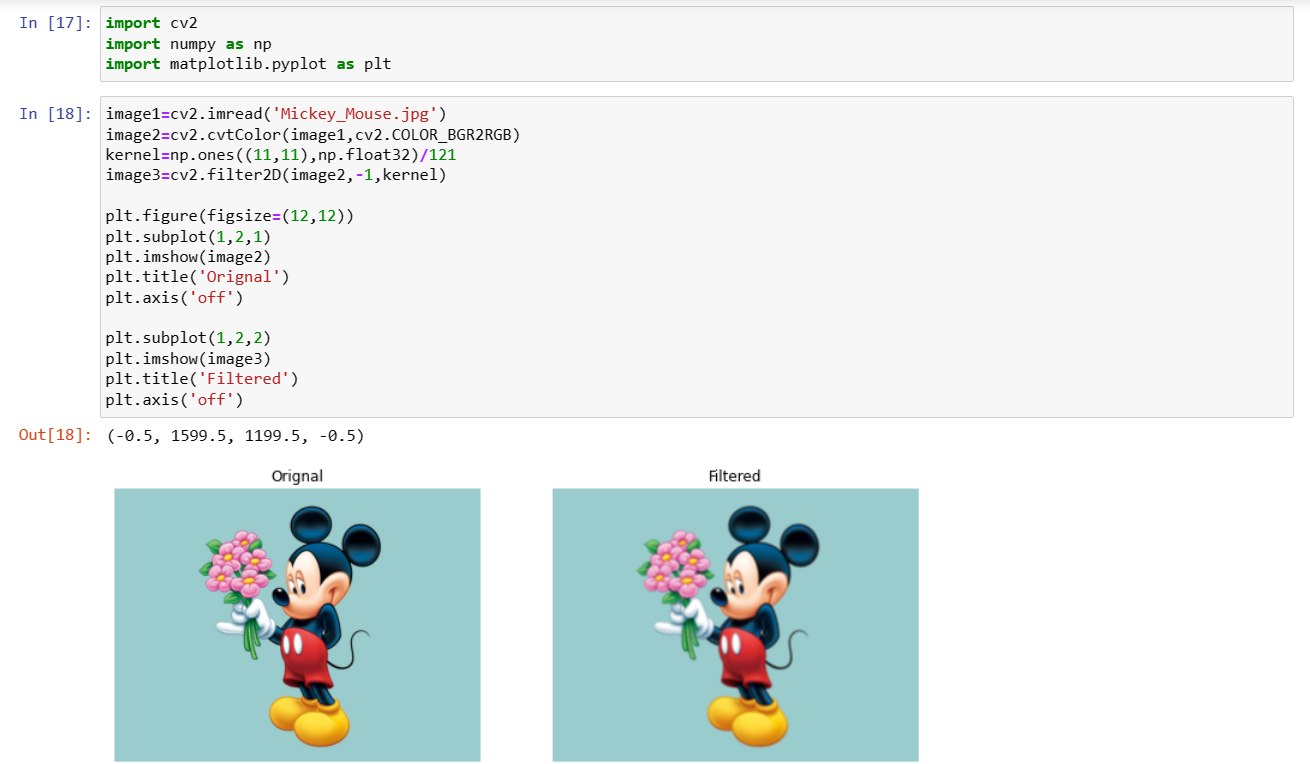 In [17]: import cv2
import numpy as np
import matplotlib.pyplot as plt
In [18]: image1=cv2.imread('Mickey_Mouse.jpg')
image2=cv2.cvtColor(image1,cv2.COLOR_BGR2RGB)
kernel=np.ones((11,11),np.float32)/121
image3=cv2.filter2D(image2,-1,kernel)
plt.figure(figsize=(12,12))
plt.subplot(1,2,1)
plt.imshow(image2)
plt.title('Orignal')
plt.axis('off')
plt.subplot(1,2,2)
plt.imshow(image3)
plt.title('Filtered')
plt.axis('off')
Out[18]: (-0.5, 1599.5, 1199.5, -0.5)
Orignal
Filtered